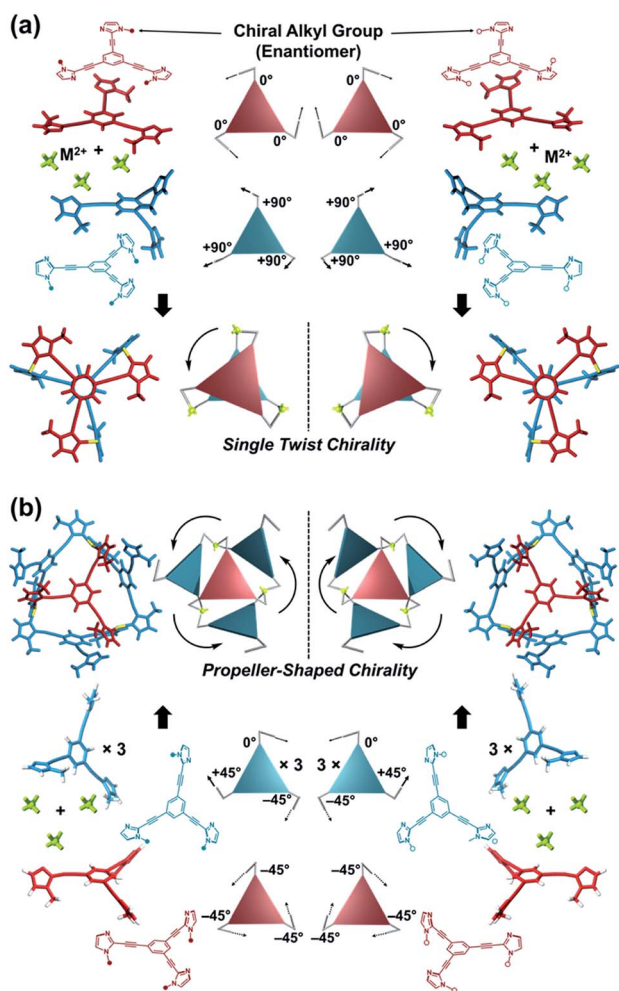 (a)
Chiral Alkyl Group
(Enantiomer)
N
N
N
N
N
N
N
N
N
N
N
N
0°
0°
0°
0°
0°
0°
M2+ +
+ M2+
+90°
+90°
+90°
+90°
+90°
+90°
N
N
N
N
N
N
N
N
N
N
N
N
Single Twist Chirality
(b)
Propeller-Shaped Chirality
× 3
3 ×
N
N
N
N
N
N
N
N
N
N
N
N
0°
× 3
+45°
−45°
0°
3 ×
+45°
−45°
+
+
−45°
−45°
−45°
−45°
−45°
−45°
N
N
N
N
N
N
N
N
N
N
N
N